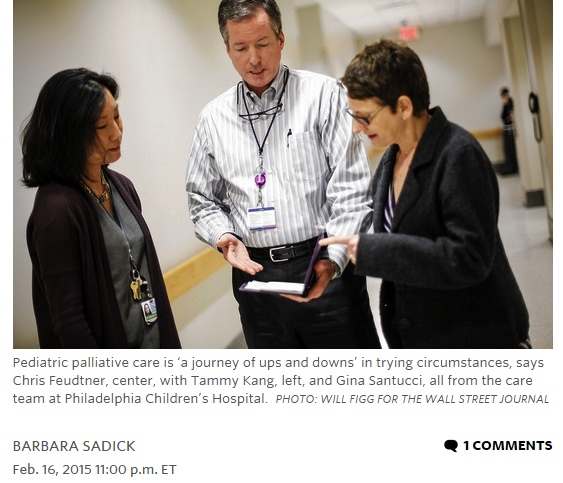 Pediatric palliative care is ‘a journey of ups and downs’ in trying circumstances, says
Chris Feudtner, center, with Tammy Kang, left, and Gina Santucci, all from the care
team at Philadelphia Children’s Hospital. PHOTO: WILL FIGG FOR THE WALL STREET JOURNAL
BARBARA SADICK
1 COMMENTS
Feb. 16, 2015 11:00 p.m. ET